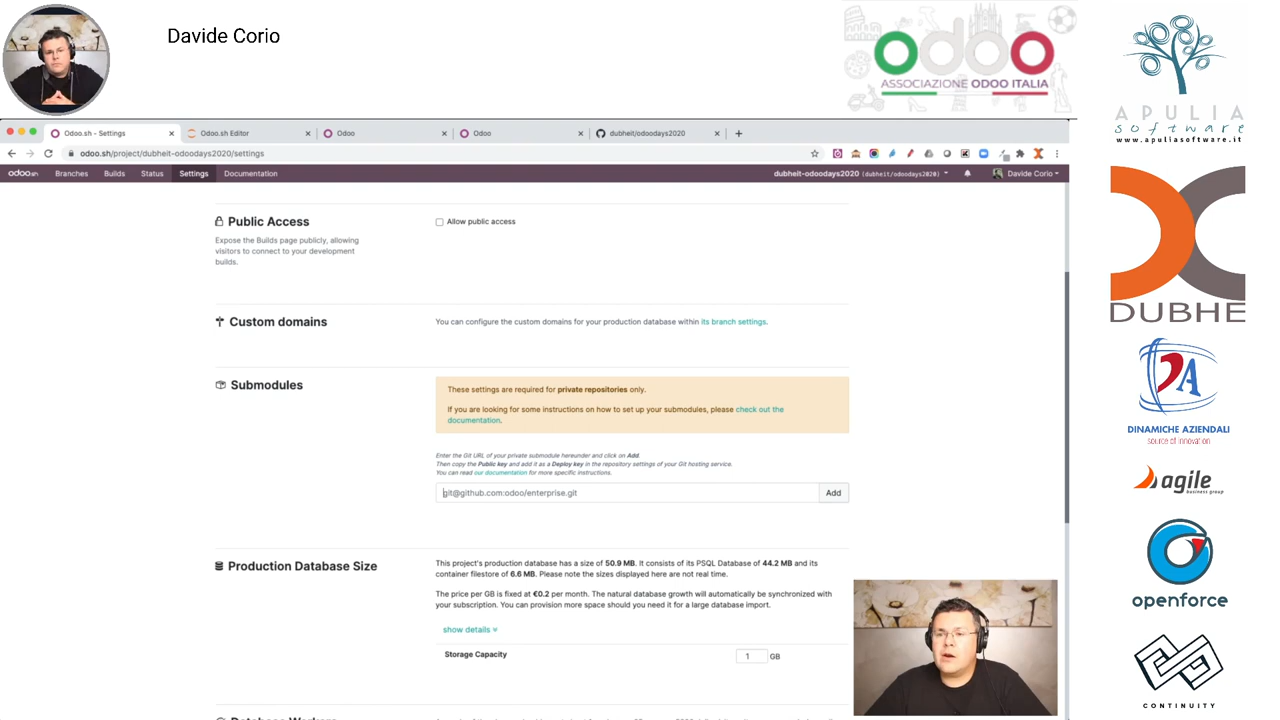 Davide Corio
odoo
ASSOCIAZIONE ODOO ITALIA
APULIA
software
www.apuliasoftware.it
Odoo.sh - Settings
Odoo.sh Editor
Odoo
Odoo
dubheit/odoodays2020
odoo.sh/project/dubheit-odoodays2020/settings
odoo.sh Branches Builds Status Settings Documentation dubheit-odoodays2020 (dubheit/odoodays2020) Davide Corio
Public Access
Allow public access
Expose the Builds page publicly, allowing
visitors to connect to your development
builds.
Custom domains
You can configure the custom domains for your production database within its branch settings.
Submodules
These settings are required for private repositories only.
If you are looking for some instructions on how to set up your submodules, please check out the
documentation.
Enter the Git URL of your private submodule hereunder and click on Add.
Then copy the Public key and add it as a Deploy key in the repository settings of your Git hosting service.
You can read our documentation for more specific instructions.
git@github.com:odoo/enterprise.git
Add
Production Database Size
This project's production database has a size of 50.9 MB. It consists of its PSQL Database of 44.2 MB and its
container filestore of 6.6 MB. Please note the sizes displayed here are not real time.
The price per GB is fixed at €0.2 per month. The natural database growth will automatically be synchronized with
your subscription. You can provision more space should you need it for a large database import.
show details
Storage Capacity 1 GB
DUBHE
DINAMICHE AZIENDALI
source of innovation
agile
business group
openforce
CONTINUITY